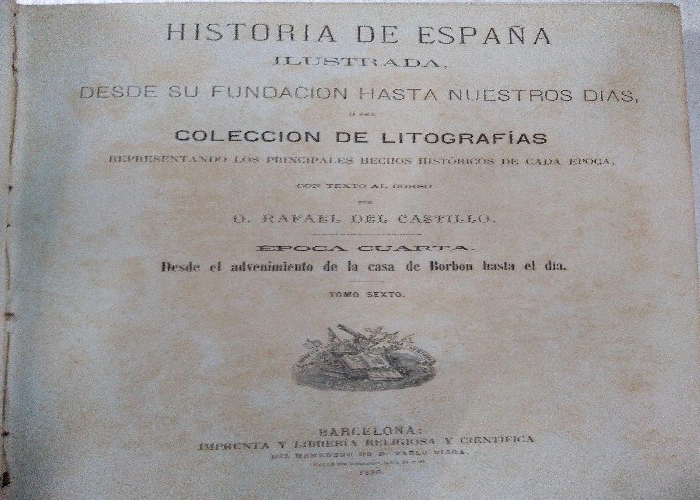 HISTORIA DE ESPAÑA
ILUSTRADA,
DESDE SU FUNDACION HASTA NUESTROS DIAS,
Ó SEA
COLECCION DE LITOGRAFÍAS
REPRESENTANDO LOS PRINCIPALES HECHOS HISTÓRICOS DE CADA ÉPOCA,
CON TEXTO AL DORSO
POR
D. RAFAEL DEL CASTILLO.
ÉPOCA CUARTA.
Desde el advenimiento de la casa de Borbon hasta el dia.
TOMO SEXTO.
BARCELONA:
IMPRENTA Y LIBRERÍA RELIGIOSA Y CIENTÍFICA
DEL HEREDERO DE D. PABLO RIERA,